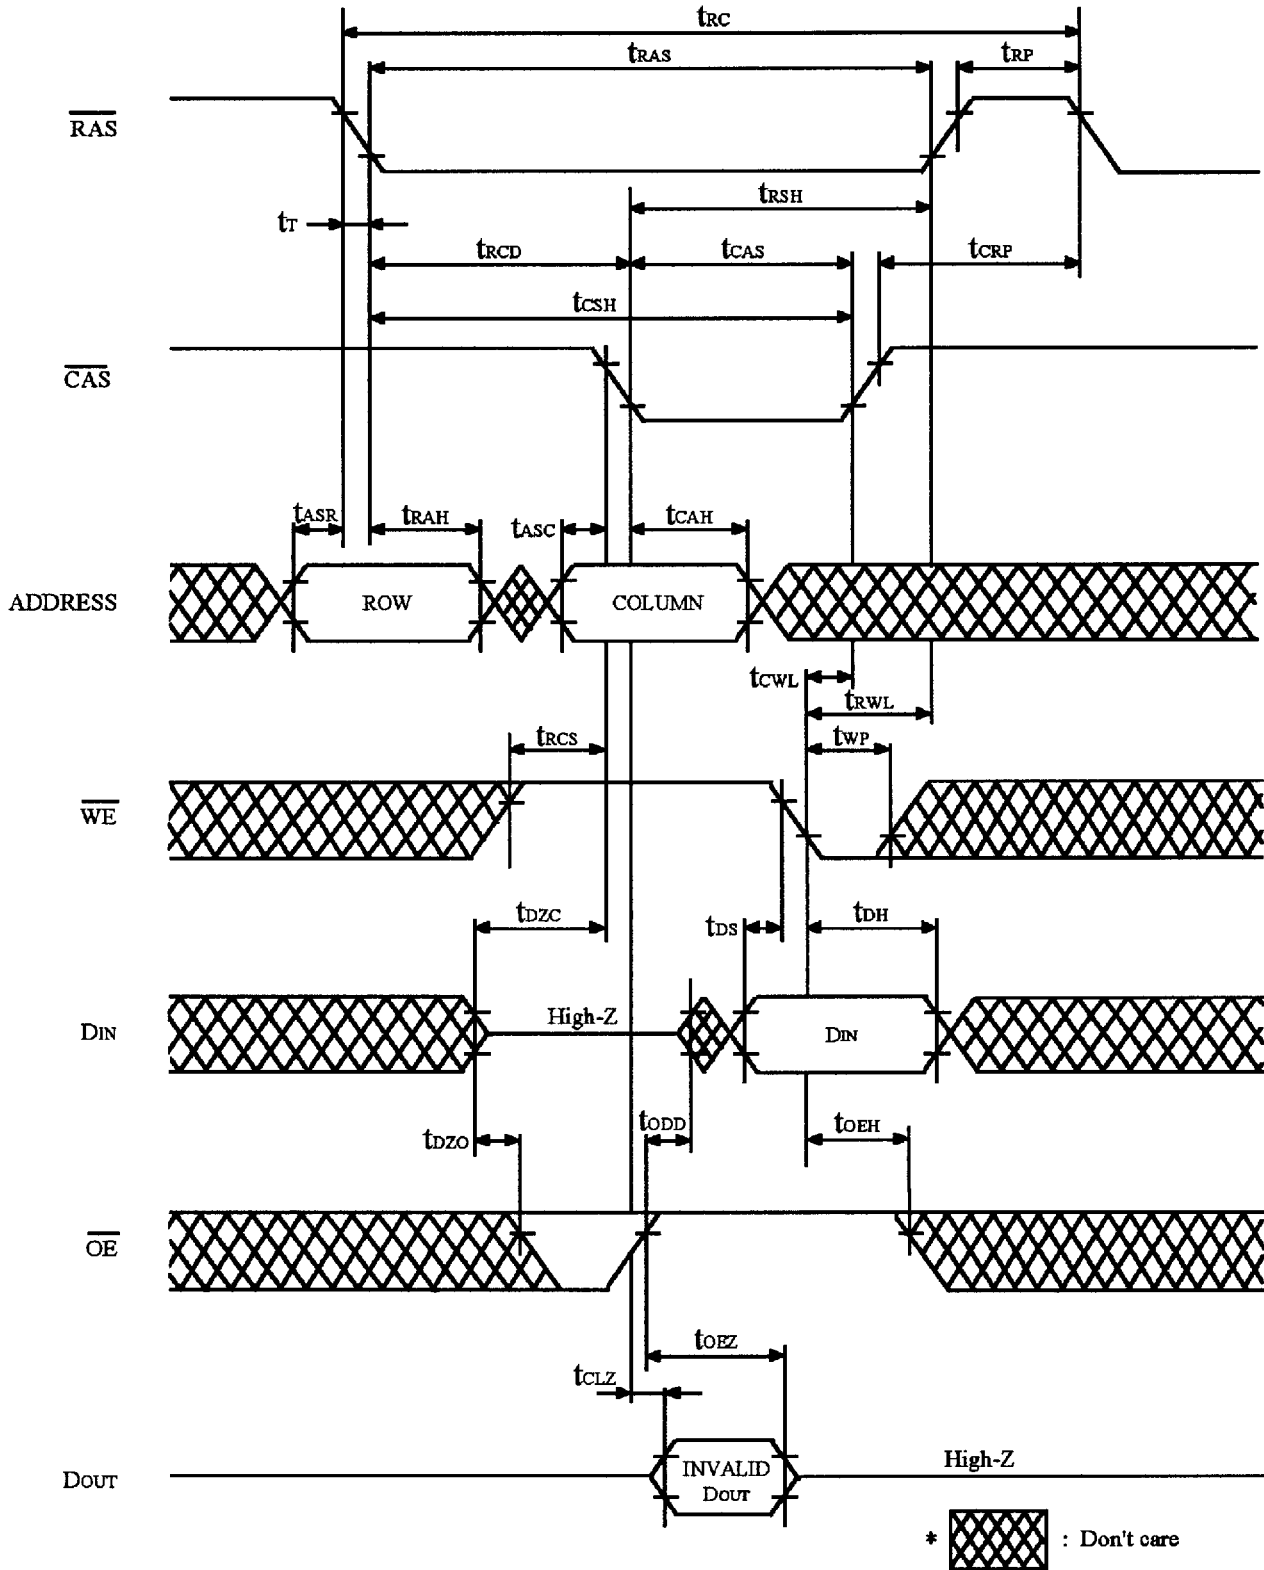 tRC
tRAS
tRP
RAS
tRSH
tT
tRCD
tCAS
tCRP
tCSH
CAS
tASR
tRAH
tASC
tCAH
ADDRESS
ROW
COLUMN
tCWL
tRWL
tRCS
tWP
WE
tDZC
tDS
tDH
High-Z
DIN
DIN
tDZO
tODD
tOEH
OE
tOEZ
tCLZ
DOUT
INVALID
DOUT
High-Z
* : Don't care